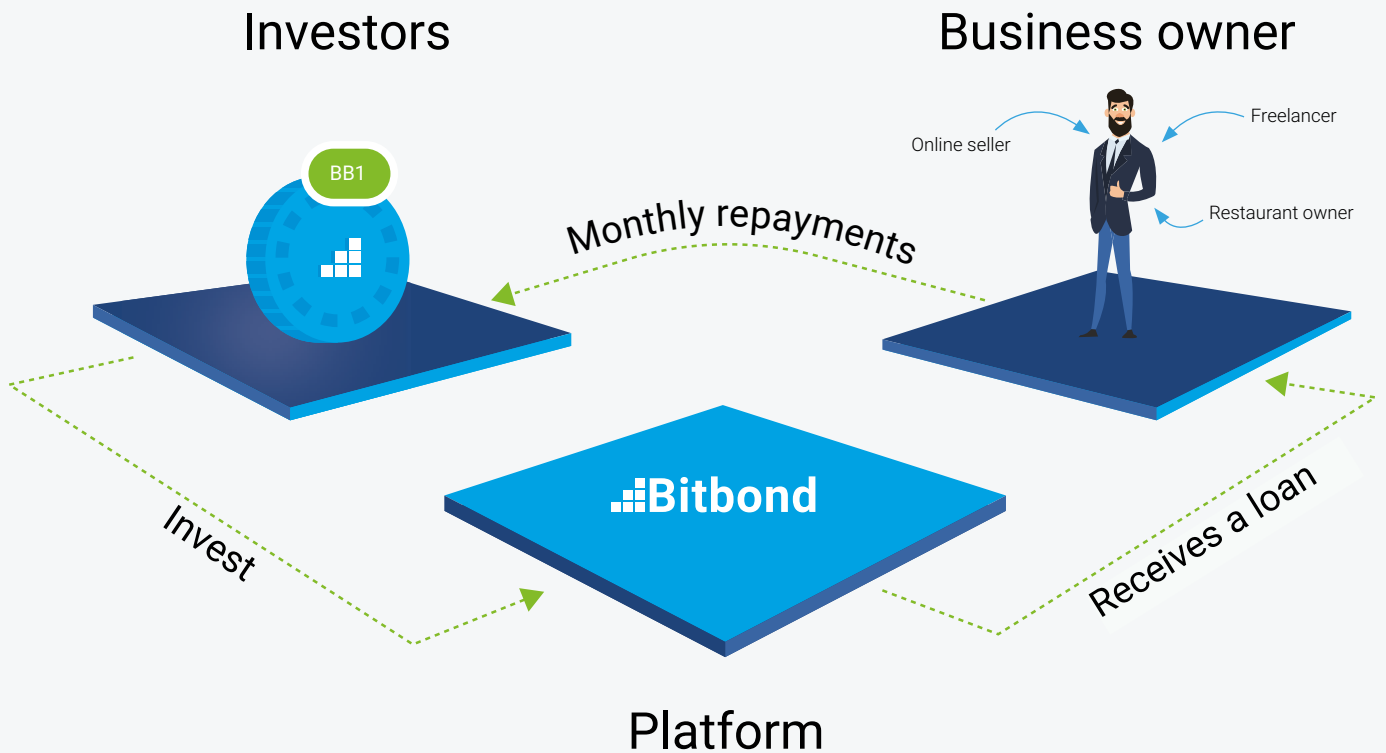 Investors
Business owner
Freelancer
Online seller
BB1
Restaurant owner
Monthly repayments
Bitbond
Invest
Receives a loan
Platform